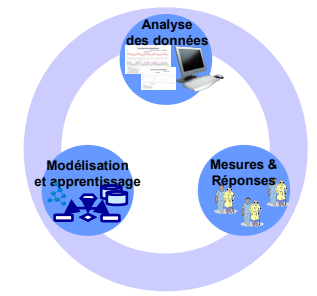 Analyse
des données
Modélisation
et apprentissage
Mesures &
Réponses